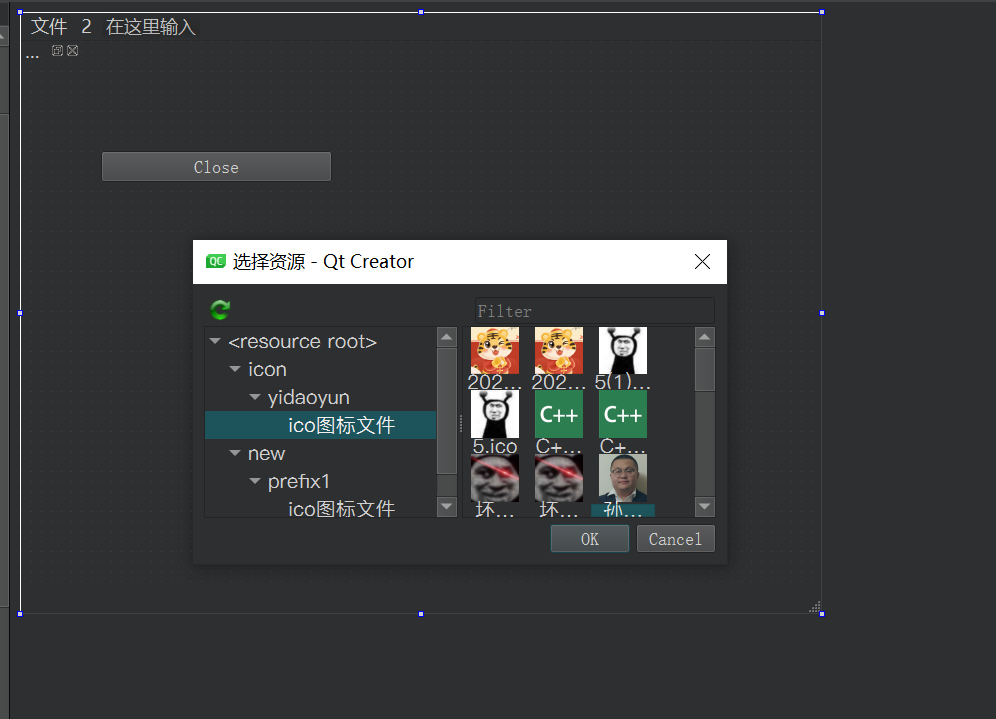 文件 2 在这里输入
...
Close
QC 选择资源 - Qt Creator
Filter
<resource root>
icon
yidaoyun
ico图标文件
new
prefix1
ico图标文件
202... 202... 5(1)...
C++ C++
5.ico C+... C+...
坏... 坏... 孙...
OK Cancel